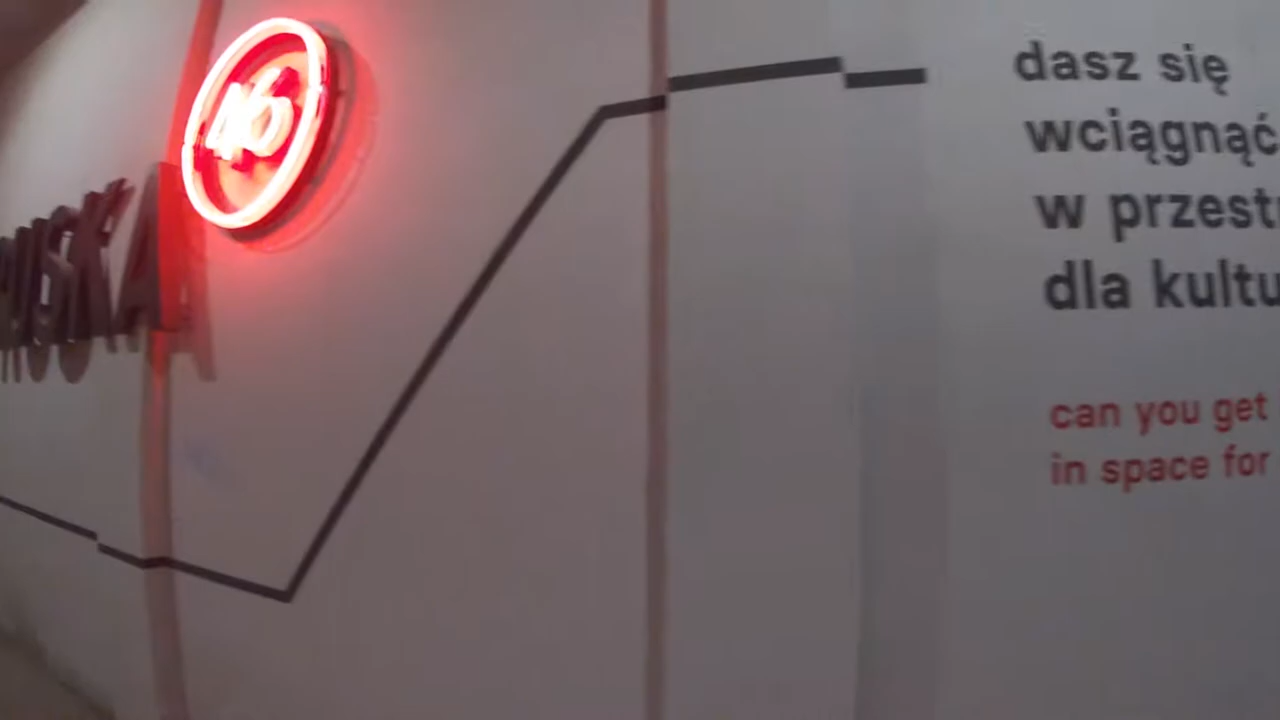 46
dasz się
wciągnąć
w przest
dla kultu
can you get
in space for